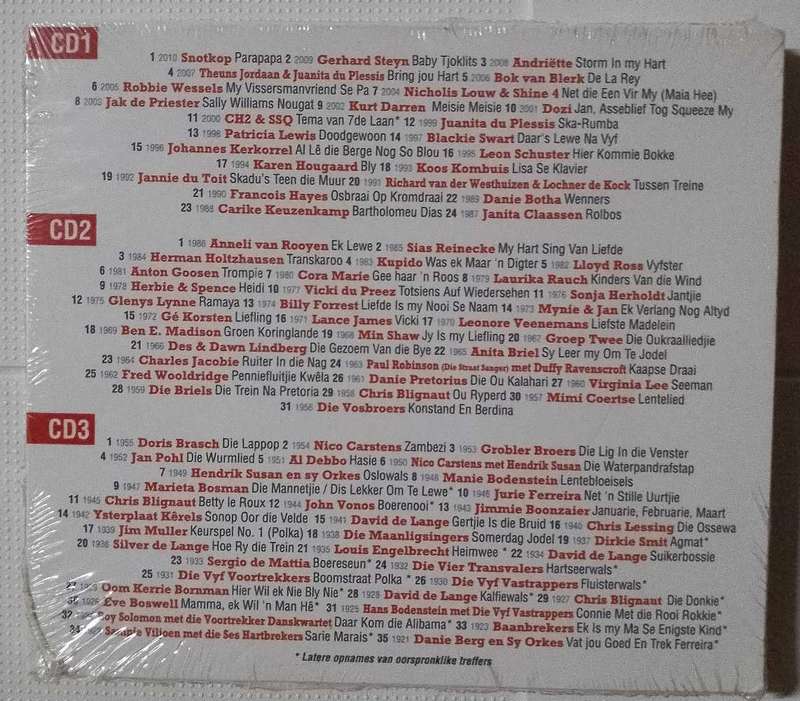 CD1
1 2010 Snotkop Parapapa 2 2009 Gerhard Steyn Baby Tjoklits 3 2008 Andriëtte Storm In my Hart
4 2007 Theuns Jordaan & Juanita du Plessis Bring jou Hart 5 2006 Bok van Blerk De La Rey
6 2005 Robbie Wessels My Vissermansvriend Se Pa 7 2004 Nicholis Louw & Shine 4 Net die Een Vir My (Maia Hee)
8 2003 Jak de Priester Sally Williams Nougat 9 2002 Kurt Darren Meisie Meisie 10 2001 Dozi Jan, Asseblief Tog Squeeze My
11 2000 CH2 & SSQ Tema van 7de Laan* 12 1999 Juanita du Plessis Ska-Rumba
13 1998 Patricia Lewis Doodgewoon 14 1997 Blackie Swart Daar's Lewe Na Vyf
15 1996 Johannes Kerkorrel Al Lê die Berge Nog So Blou 16 1995 Leon Schuster Hier Kommie Bokke
17 1994 Karen Hougaard Bly 18 1993 Koos Kombuis Lisa Se Klavier
19 1992 Jannie du Toit Skadu's Teen die Muur 20 1991 Richard van der Westhuizen & Lochner de Kock Tussen Treine
21 1990 Francois Hayes Osbraai Op Kromdraai 22 1989 Danie Botha Wenners
23 1988 Carike Keuzenkamp Bartholomeu Dias 24 1987 Janita Claassen Rolbos
CD2
1 1986 Anneli van Rooyen Ek Lewe 2 1985 Sias Reinecke My Hart Sing Van Liefde
3 1984 Herman Holtzhausen Transkaroo 4 1983 Kupido Was ek Maar 'n Digter 5 1982 Lloyd Ross Vyfster
6 1981 Anton Goosen Trompie 7 1980 Cora Marie Gee haar 'n Roos 8 1979 Laurika Rauch Kinders Van die Wind
9 1978 Herbie & Spence Heidi 10 1977 Vicki du Preez Totsiens Auf Wiedersehen 11 1976 Sonja Herholdt Jantjie
12 1975 Glenys Lynne Ramaya 13 1974 Billy Forrest Liefde Is my Nooi Se Naam 14 1973 Mynie & Jan Ek Verlang Nog Altyd
15 1972 Gé Korsten Liefling 16 1971 Lance James Vicki 17 1970 Leonore Veenemans Liefste Madelein
18 1969 Ben E. Madison Groen Koringlande 19 1968 Min Shaw Jy Is my Liefling 20 1967 Groep Twee Die Oukraalliedjie
21 1966 Des & Dawn Lindberg Die Gezoem Van die Bye 22 1965 Anita Briel Sy Leer my Om Te Jodel
23 1964 Charles Jacobie Ruiter In die Nag 24 1963 Paul Robinson (Die Straat Sanger) met Duffy Ravenscroft Kaapse Draai
25 1962 Fred Wooldridge Penniefluitjie Kwêla 26 1961 Danie Pretorius Die Ou Kalahari 27 1960 Virginia Lee Seeman
28 1959 Die Briels Die Trein Na Pretoria 29 1958 Chris Blignaut Ou Ryperd 30 1957 Mimi Coertse Lentelied
31 1956 Die Vosbroers Konstand En Berdina
CD3
1 1955 Doris Brasch Die Lappop 2 1954 Nico Carstens Zambezi 3 1953 Grobler Broers Die Lig In die Venster
4 1952 Jan Pohl Die Wurmlied 5 1951 Al Debbo Hasie 6 1950 Nico Carstens met Hendrik Susan Die Waterpandrafstap
7 1949 Hendrik Susan en sy Orkes Oslowals 8 1948 Manie Bodenstein Lentebloeisels
9 1947 Marieta Bosman Die Mannetjie / Dis Lekker Om Te Lewe* 10 1946 Jurie Ferreira Net 'n Stille Uurtjie
11 1945 Chris Blignaut Betty le Roux 12 1944 John Vonos Boerenooi* 13 1943 Jimmie Boonzaier Januarie, Februarie, Maart
14 1942 Ysterplaat Kêrels Sonop Oor die Velde 15 1941 David de Lange Gertjie Is die Bruid 16 1940 Chris Lessing Die Ossewa
17 1939 Jim Muller Keurspel No. 1 (Polka) 18 1938 Die Maanligsingers Somerdag Jodel 19 1937 Dirkie Smit Agmat*
20 1936 Silver de Lange Hoe Ry die Trein 21 1935 Louis Engelbrecht Heimwee * 22 1934 David de Lange Suikerbossie
23 1933 Sergio de Mattia Boereseun* 24 1932 Die Vier Transvalers Hartseerwals*
25 1931 Die Vyf Voortrekkers Boomstraat Polka * 26 1930 Die Vyf Vastrappers Fluisterwals*
27 1929 Oom Kerrie Bornman Hier Wil ek Nie Bly Nie* 28 1928 David de Lange Kalfiewals* 29 1927 Chris Blignaut Die Donkie*
30 1926 Eve Boswell Mamma, ek Wil 'n Man Hê* 31 1925 Hans Bodenstein met Die Vyf Vastrappers Connie Met die Rooi Rokkie*
32 Boy Solomon met die Voortrekker Danskwartet Daar Kom die Alibama* 33 1923 Baanbrekers Ek Is my Ma Se Enigste Kind*
34 Sampie Viljoen met die Ses Hartbrekers Sarie Marais* 35 1921 Danie Berg en Sy Orkes Vat jou Goed En Trek Ferreira*
* Latere opnames van oorspronklike treffers